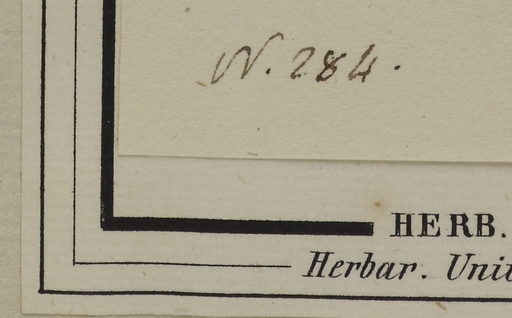 N. 284.
HERB.
Herbar. Univ